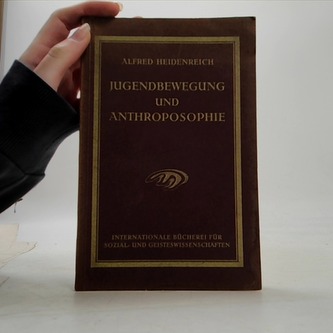 ALFRED HEIDENREICH
JUGENDBEWEGUNG
UND
ANTHROPOSOPHIE
INTERNATIONALE BÜCHEREI FÜR
SOZIAL- UND GEISTESWISSENSCHAFTEN